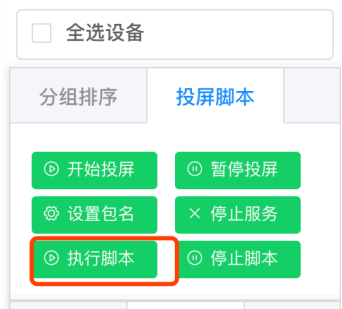 全选设备
分组排序 投屏脚本
开始投屏 暂停投屏
设置包名 停止服务
执行脚本 停止脚本